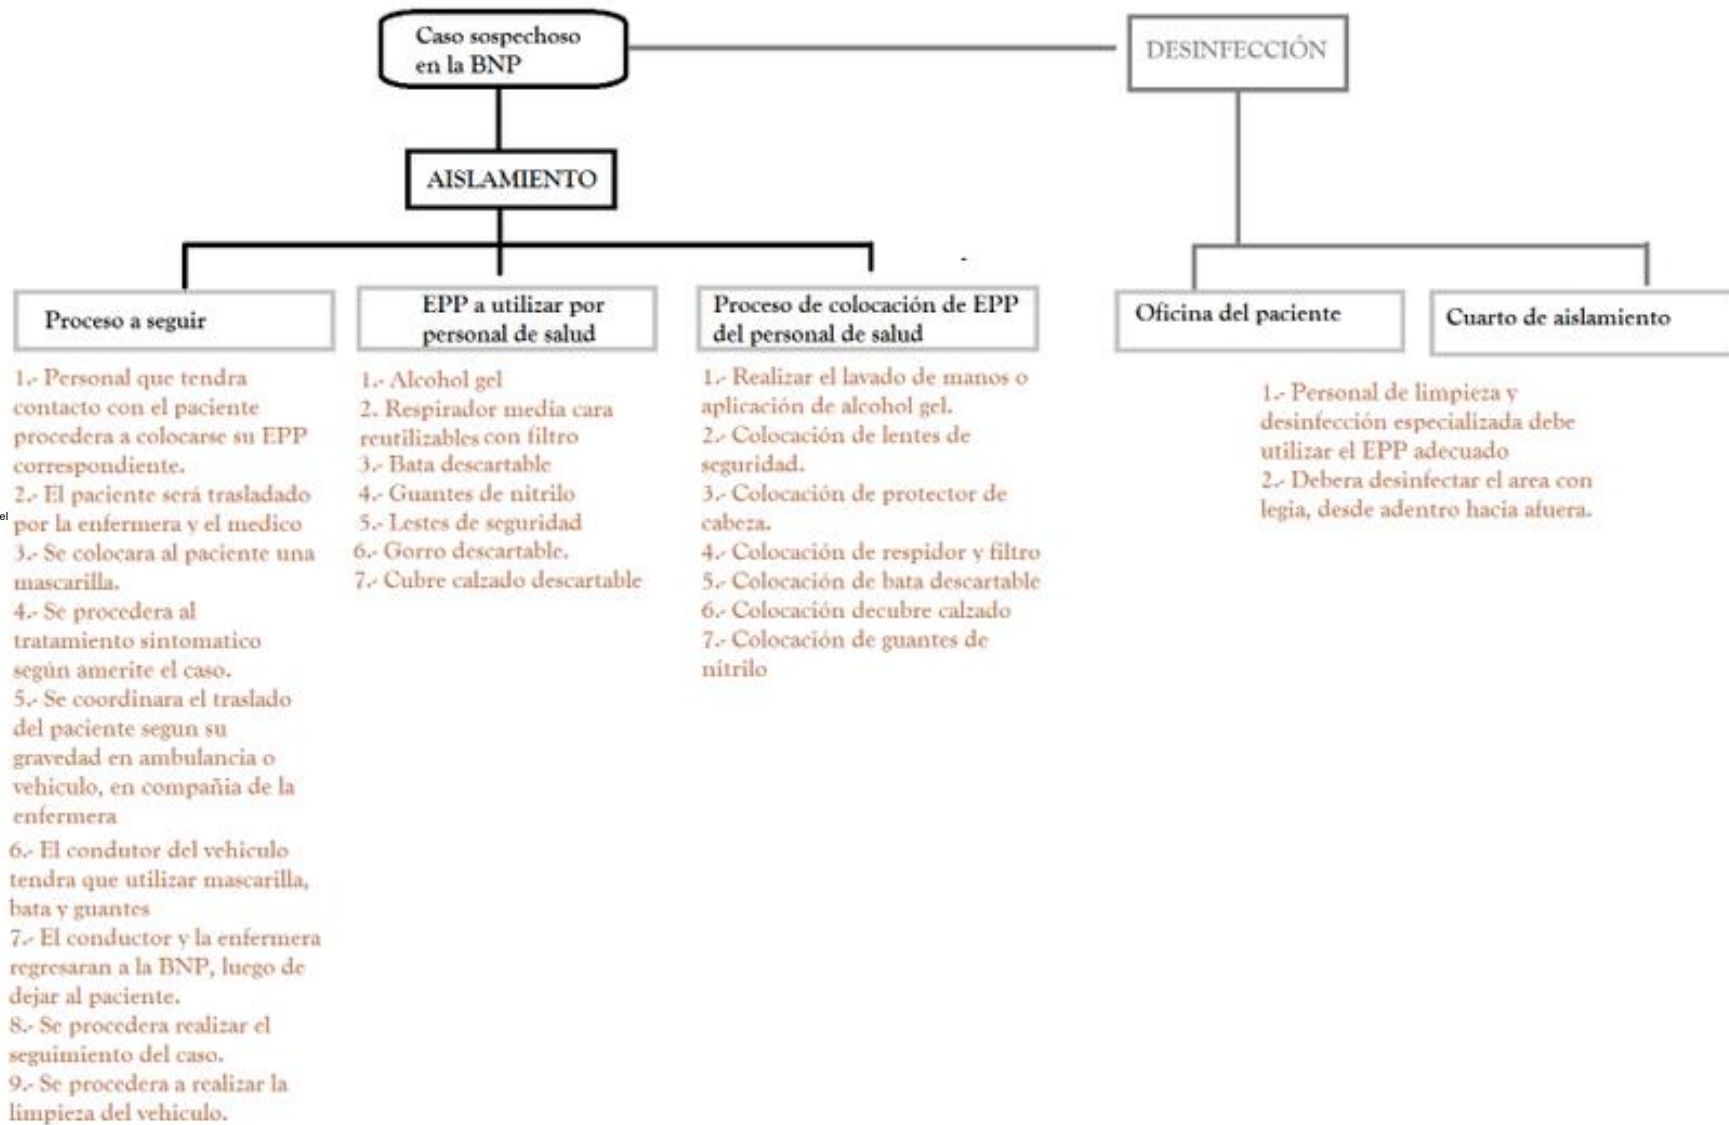 Caso sospechoso
en la BNP
DESINFECCIÓN
AISLAMIENTO
Proceso a seguir
1.- Personal que tendra
contacto con el paciente
procedera a colocarse su EPP
correspondiente.
2.- El paciente será trasladado
el
por la enfermera y el medico
3.- Se colocara al paciente una
mascarilla.
4.- Se procedera al
tratamiento sintomatico
según amerite el caso.
5.- Se coordinara el traslado
del paciente segun su
gravedad en ambulancia o
vehiculo, en compañia de la
enfermera
6.- El condutor del vehiculo
tendra que utilizar mascarilla,
bata y guantes
7.- El conductor y la enfermera
regresaran a la BNP, luego de
dejar al paciente.
8.- Se procedera realizar el
seguimiento del caso.
9.- Se procedera a realizar la
limpieza del vehiculo.
EPP a utilizar por
personal de salud
1.- Alcohol gel
2. Respirador media cara
reutilizables con filtro
3.- Bata descartable
4.- Guantes de nitrilo
5.- Lestes de seguridad
6.- Gorro descartable.
7.- Cubre calzado descartable
Proceso de colocación de EPP
del personal de salud
1.- Realizar el lavado de manos o
aplicación de alcohol gel.
2.- Colocación de lentes de
seguridad.
3.- Colocación de protector de
cabeza.
4.- Colocación de respidor y filtro
5.- Colocación de bata descartable
6.- Colocación decubre calzado
7.- Colocación de guantes de
nitrilo
Oficina del paciente
Cuarto de aislamiento
1.- Personal de limpieza y
desinfección especializada debe
utilizar el EPP adecuado
2.- Debera desinfectar el area con
legia, desde adentro hacia afuera.